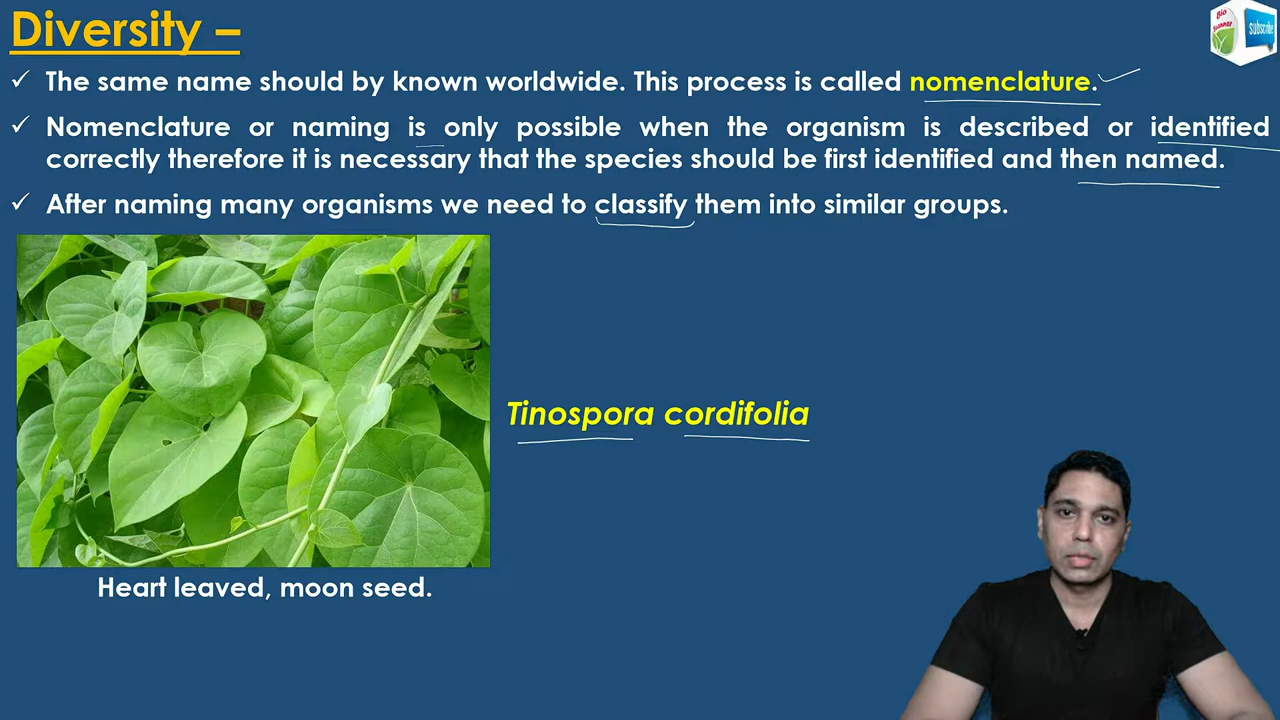 Diversity –
✓ The same name should by known worldwide. This process is called nomenclature.
✓ Nomenclature or naming is only possible when the organism is described or identified
correctly therefore it is necessary that the species should be first identified and then named.
✓ After naming many organisms we need to classify them into similar groups.
Tinospora cordifolia
Heart leaved, moon seed.
Bio
subscribe